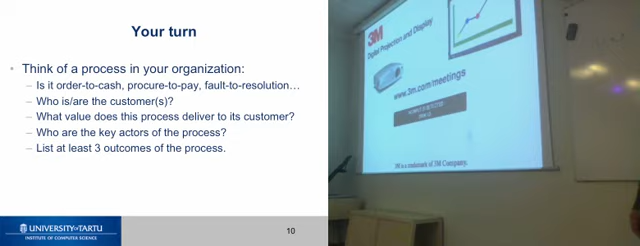 Your turn
• Think of a process in your organization:
– Is it order-to-cash, procure-to-pay, fault-to-resolution…
– Who is/are the customer(s)?
– What value does this process deliver to its customer?
– Who are the key actors of the process?
– List at least 3 outcomes of the process.
UNIVERSITY OF TARTU
INSTITUTE OF COMPUTER SCIENCE
10
3M
Digital Projection and Display
www.3m.com/meetings
3M is a trademark of 3M Company.